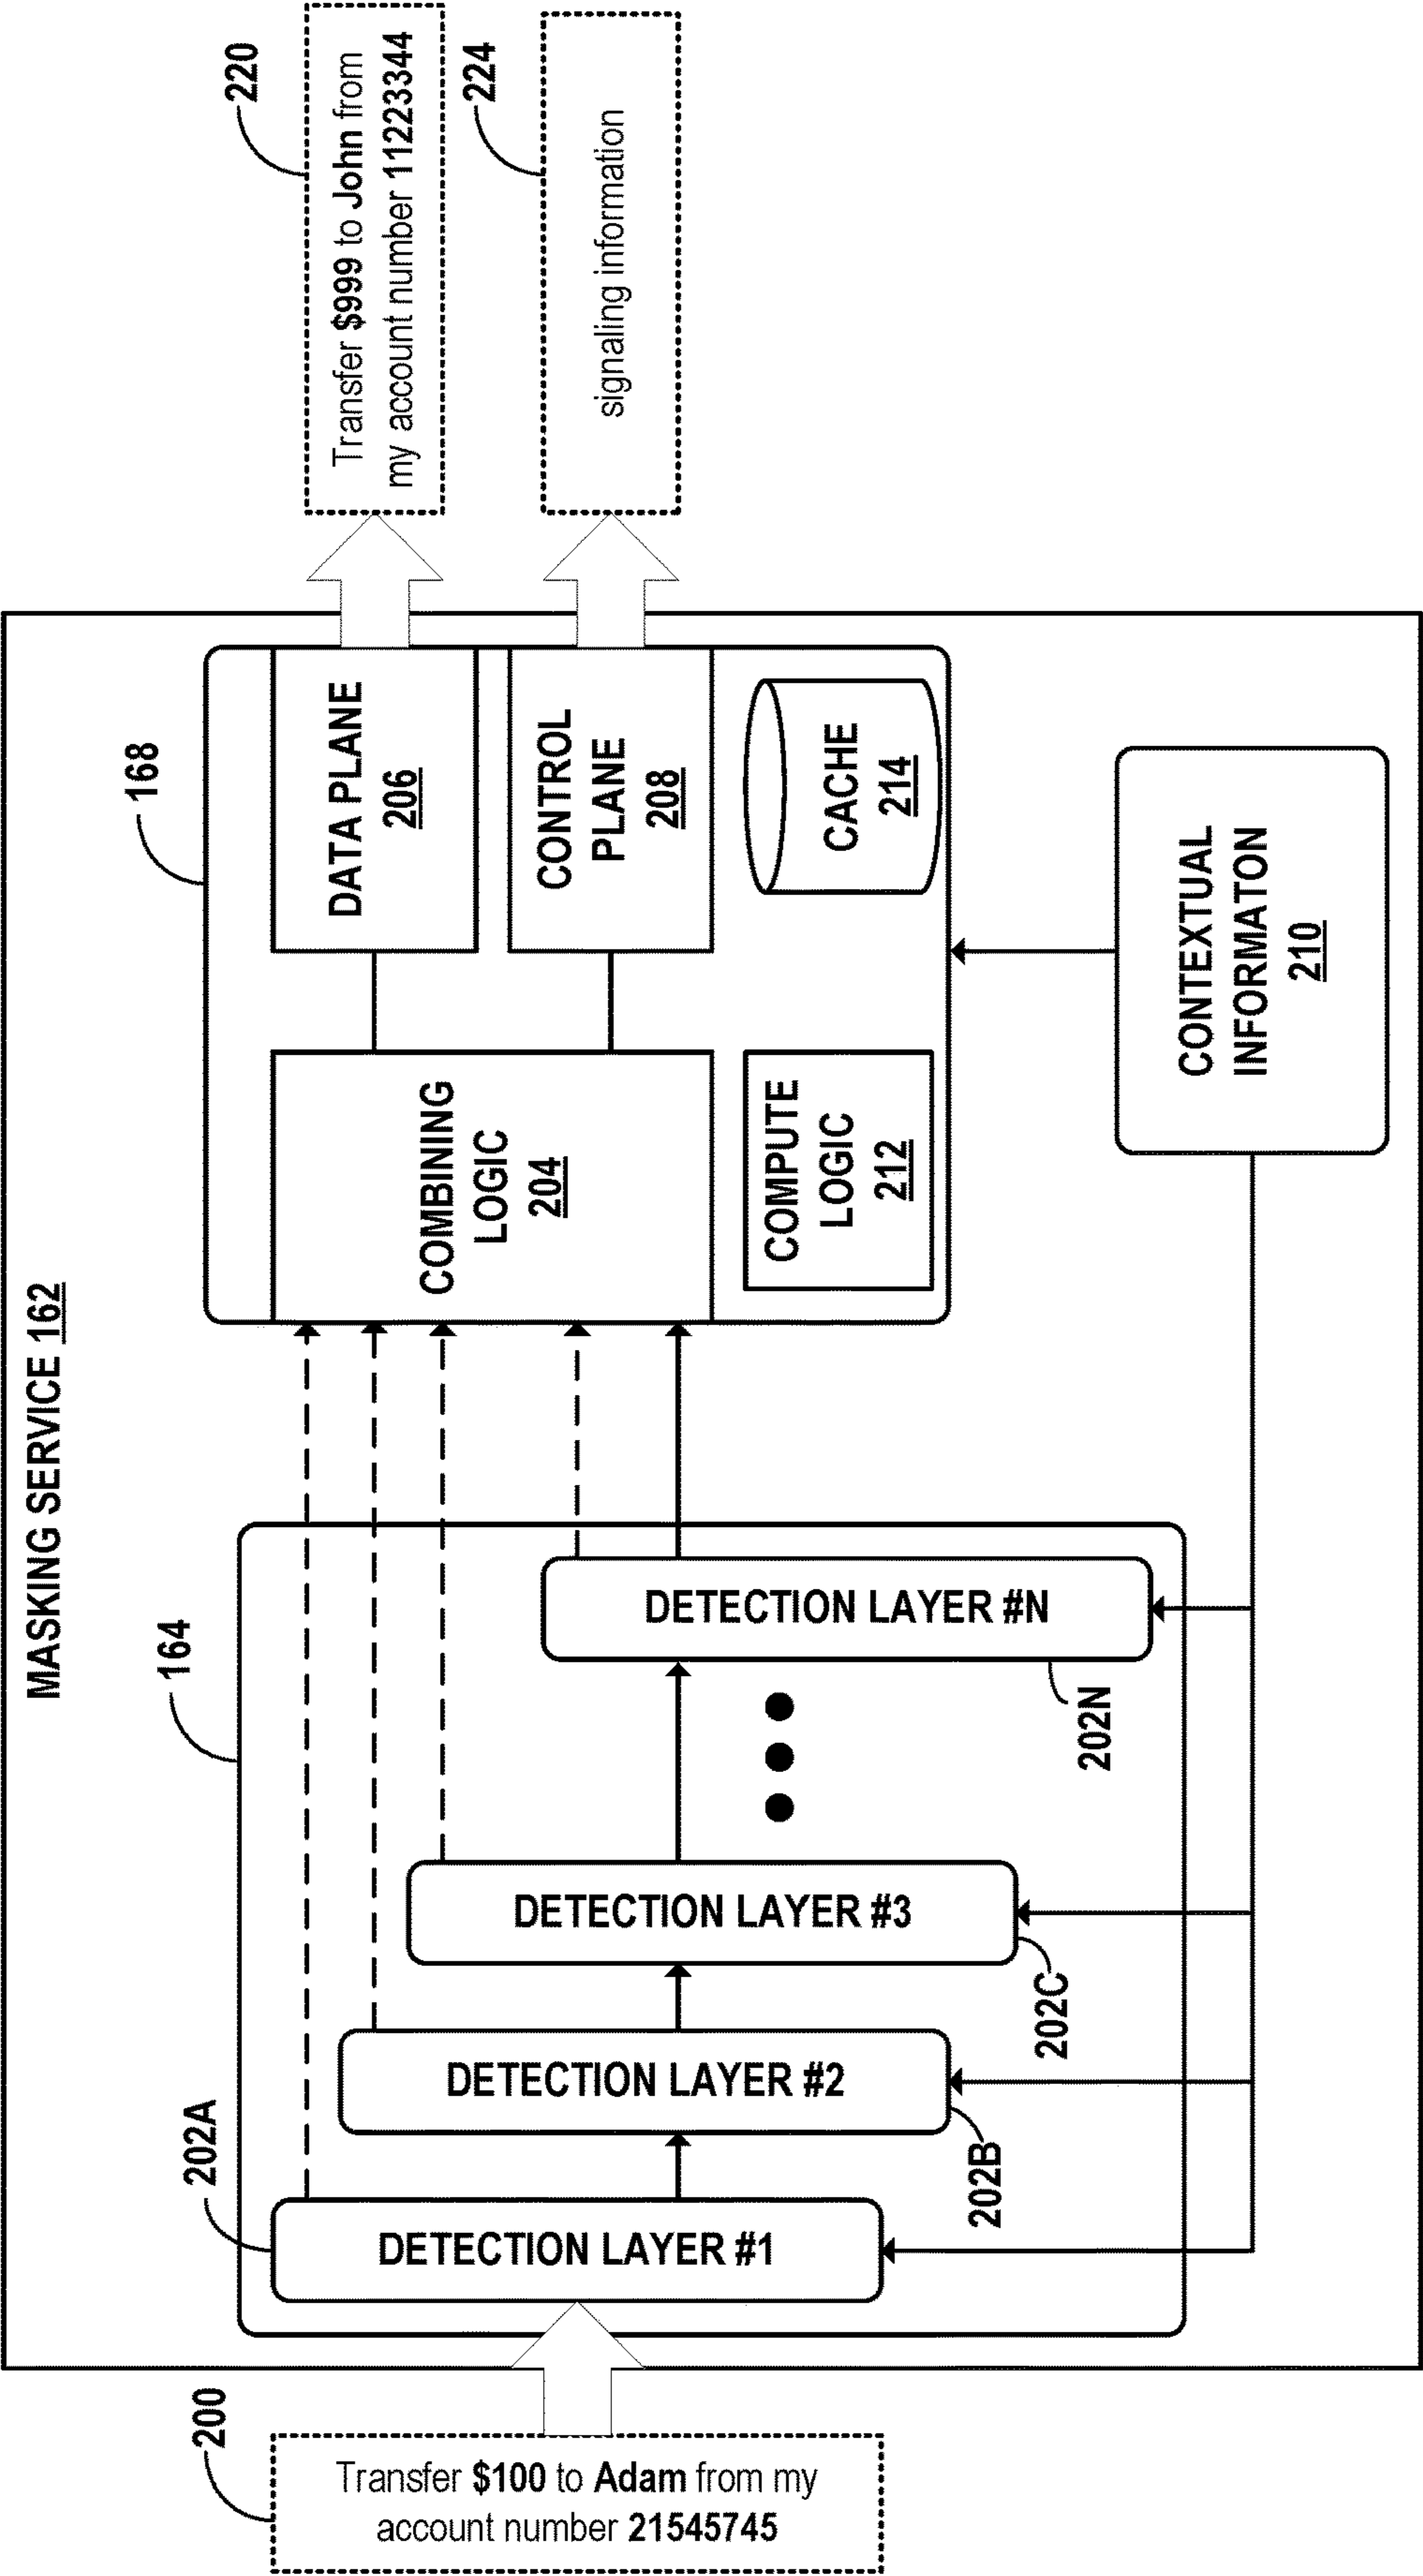 MASKING SERVICE 162
200
Transfer $100 to Adam from my
account number 21545745
164
202A
DETECTION LAYER #1
DETECTION LAYER #2
202B
DETECTION LAYER #3
202C
DETECTION LAYER #N
202N
168
COMBINING
LOGIC
204
DATA PLANE
206
CONTROL
PLANE
208
COMPUTE
LOGIC
212
CACHE
214
CONTEXTUAL
INFORMATON
210
220
Transfer $999 to John from
my account number 11223344
224
signaling information